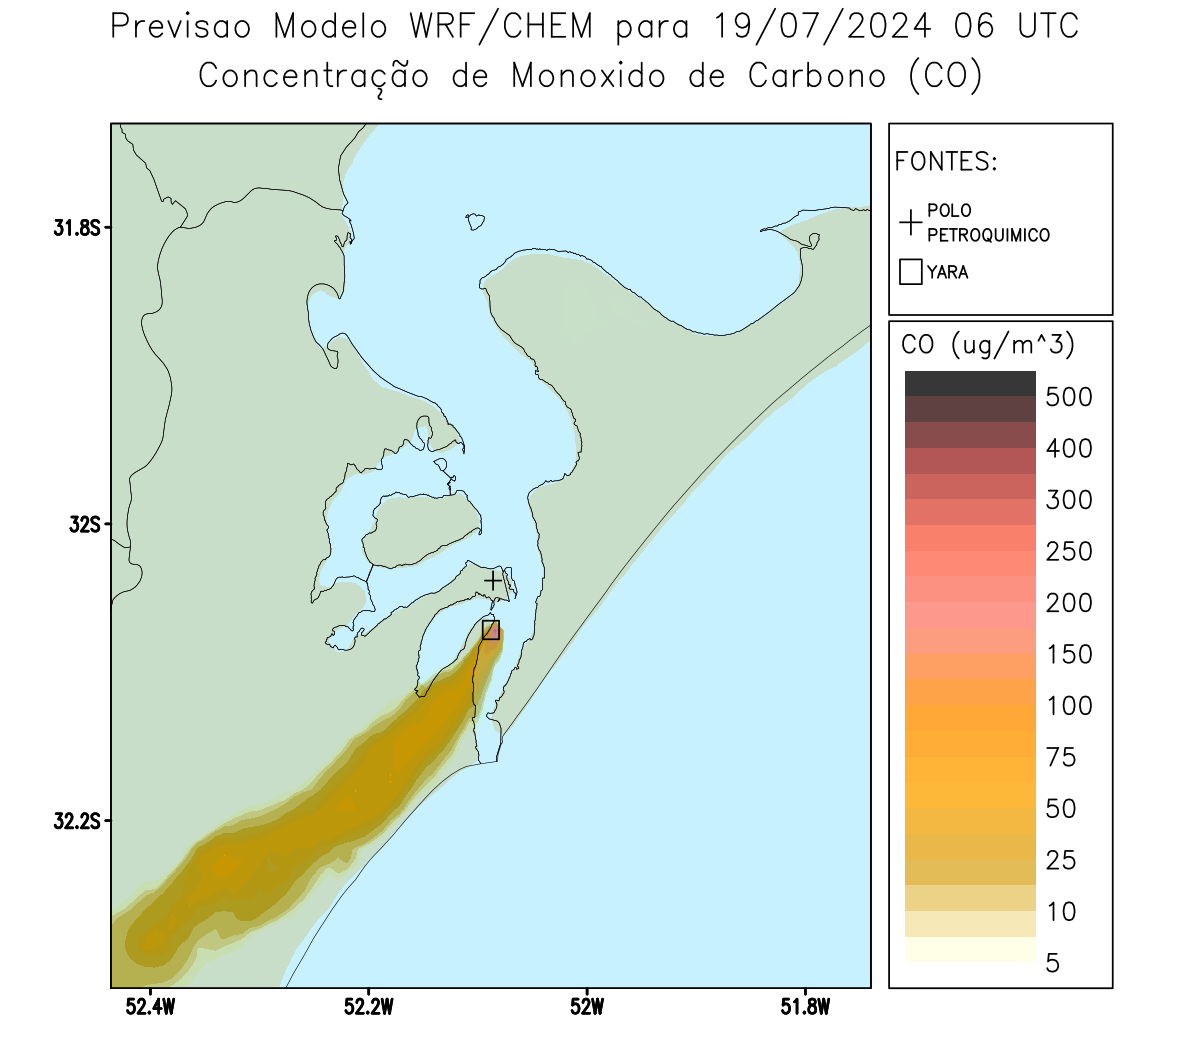 Previsao Modelo WRF/CHEM para 19/07/2024 06 UTC
Concentração de Monoxido de Carbono (CO)
FONTES:
POLO
PETROQUIMICO
YARA
CO (ug/m^3)
500
400
300
250
200
150
100
75
50
25
10
5
31.8S
32S
32.2S
52.4W
52.2W
52W
51.8W